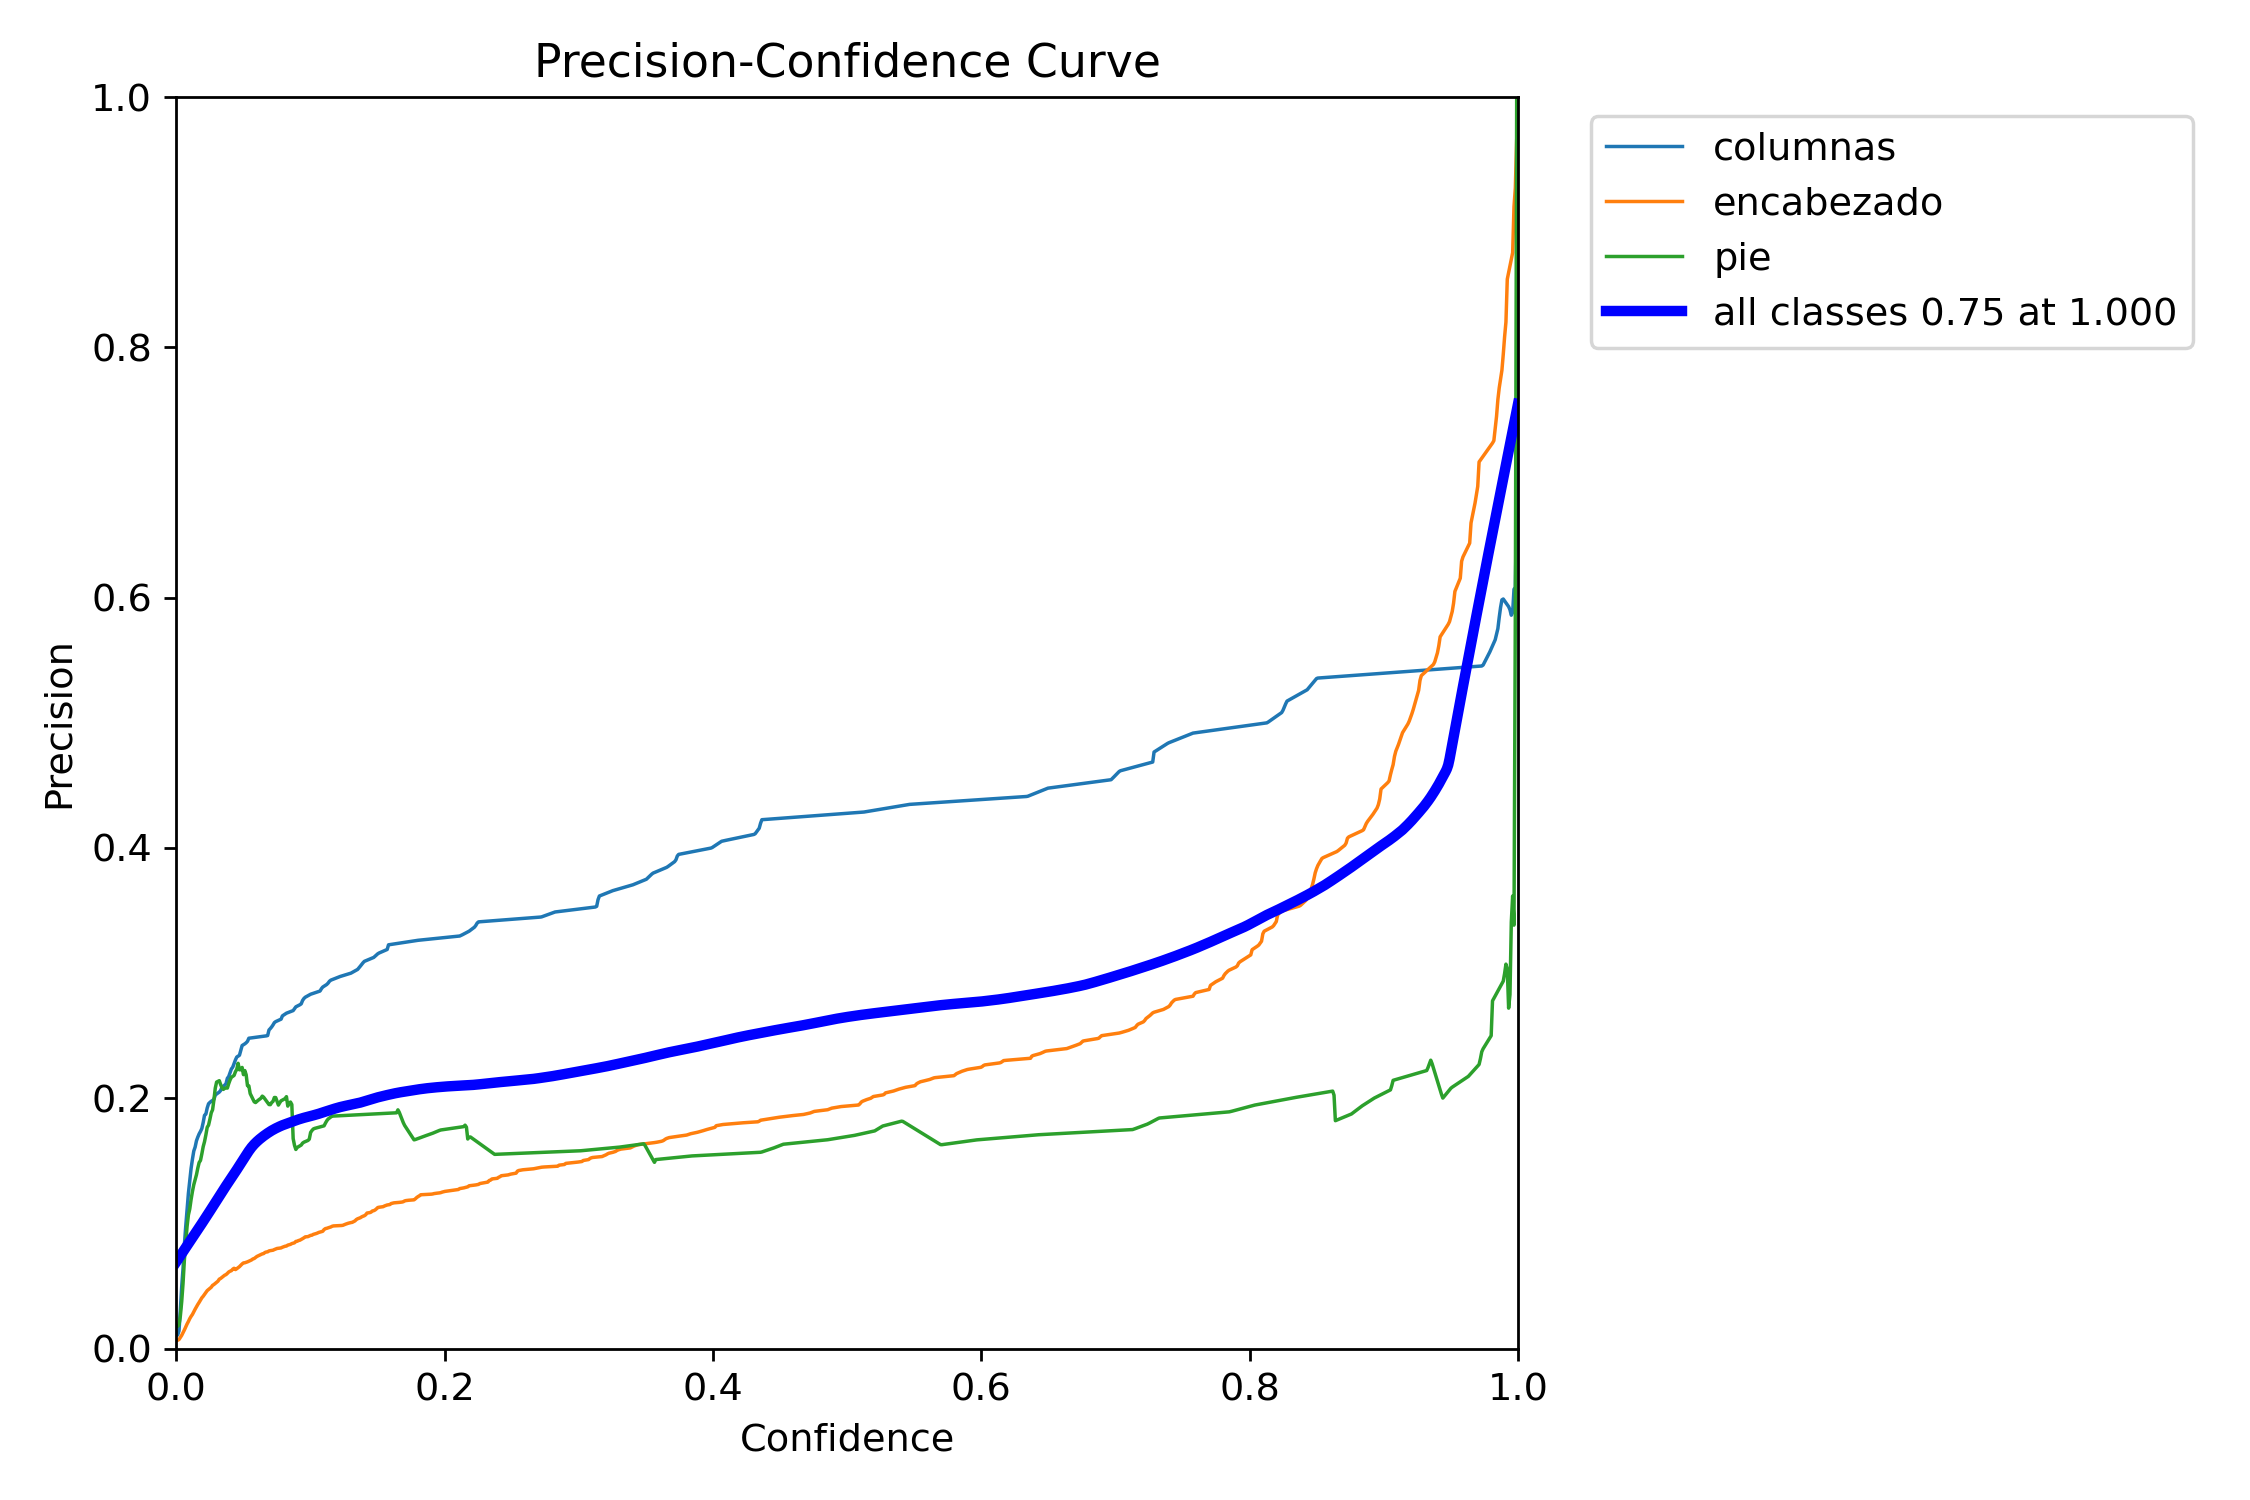 Precision-Confidence Curve
1.0
0.8
0.6
0.4
0.2
0.0
Precision
0.0 0.2 0.4 0.6 0.8 1.0
Confidence
columnas
encabezado
pie
all classes 0.75 at 1.000